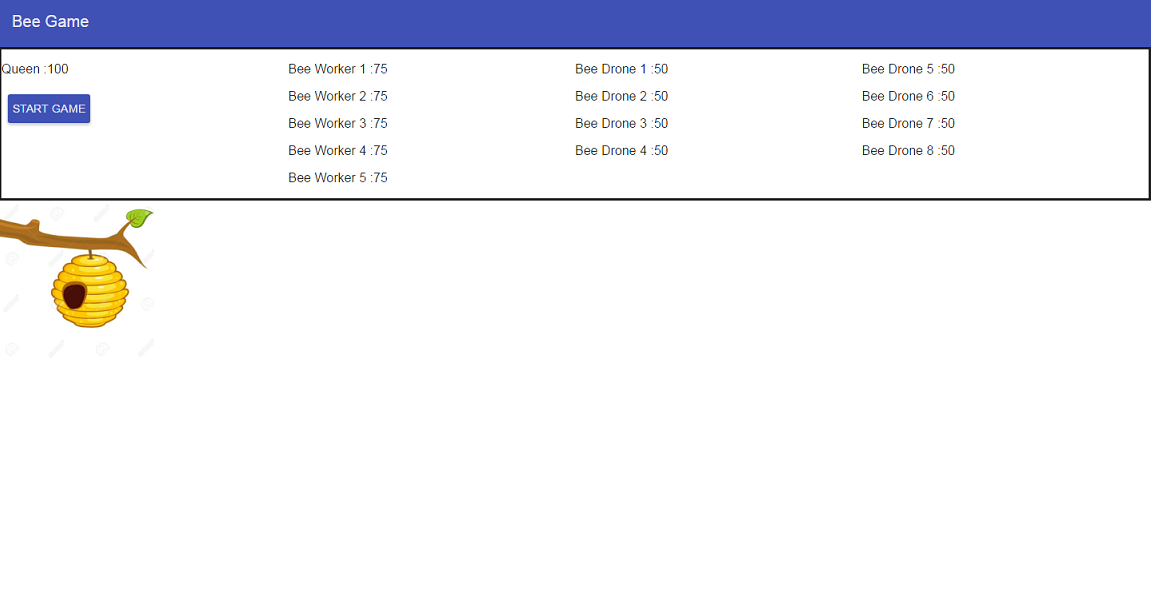 Bee Game
Queen :100
START GAME
Bee Worker 1 :75
Bee Worker 2 :75
Bee Worker 3 :75
Bee Worker 4 :75
Bee Worker 5 :75
Bee Drone 1 :50
Bee Drone 2 :50
Bee Drone 3 :50
Bee Drone 4 :50
Bee Drone 5 :50
Bee Drone 6 :50
Bee Drone 7 :50
Bee Drone 8 :50